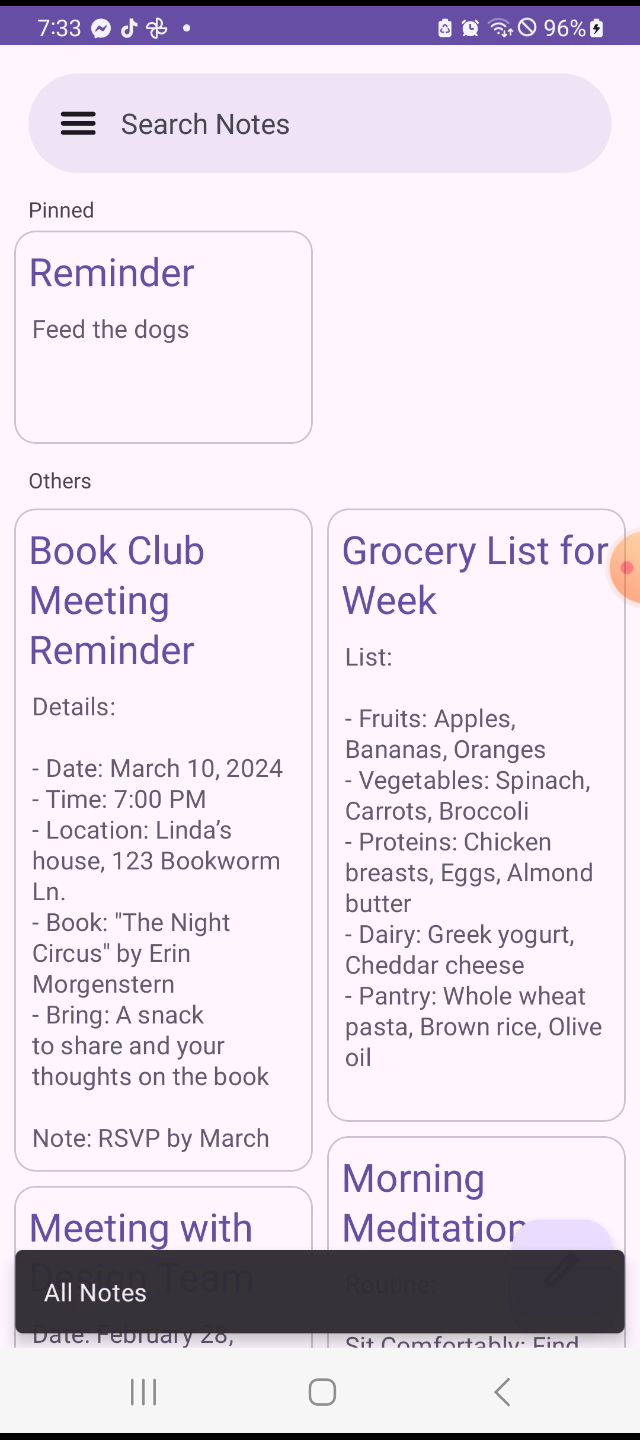 7:33
96%
Search Notes
Pinned
Reminder
Feed the dogs
Others
Book Club
Meeting
Reminder
Details:
- Date: March 10, 2024
- Time: 7:00 PM
- Location: Linda's
house, 123 Bookworm
Ln.
- Book: "The Night
Circus" by Erin
Morgenstern
- Bring: A snack
to share and your
thoughts on the book
Note: RSVP by March
Grocery List for
Week
List:
- Fruits: Apples,
Bananas, Oranges
- Vegetables: Spinach,
Carrots, Broccoli
- Proteins: Chicken
breasts, Eggs, Almond
butter
- Dairy: Greek yogurt,
Cheddar cheese
- Pantry: Whole wheat
pasta, Brown rice, Olive
oil
Meeting with
Design Team
Date: February 28,
Morning
Meditation
Routine:
Sit Comfortably: Find
All Notes